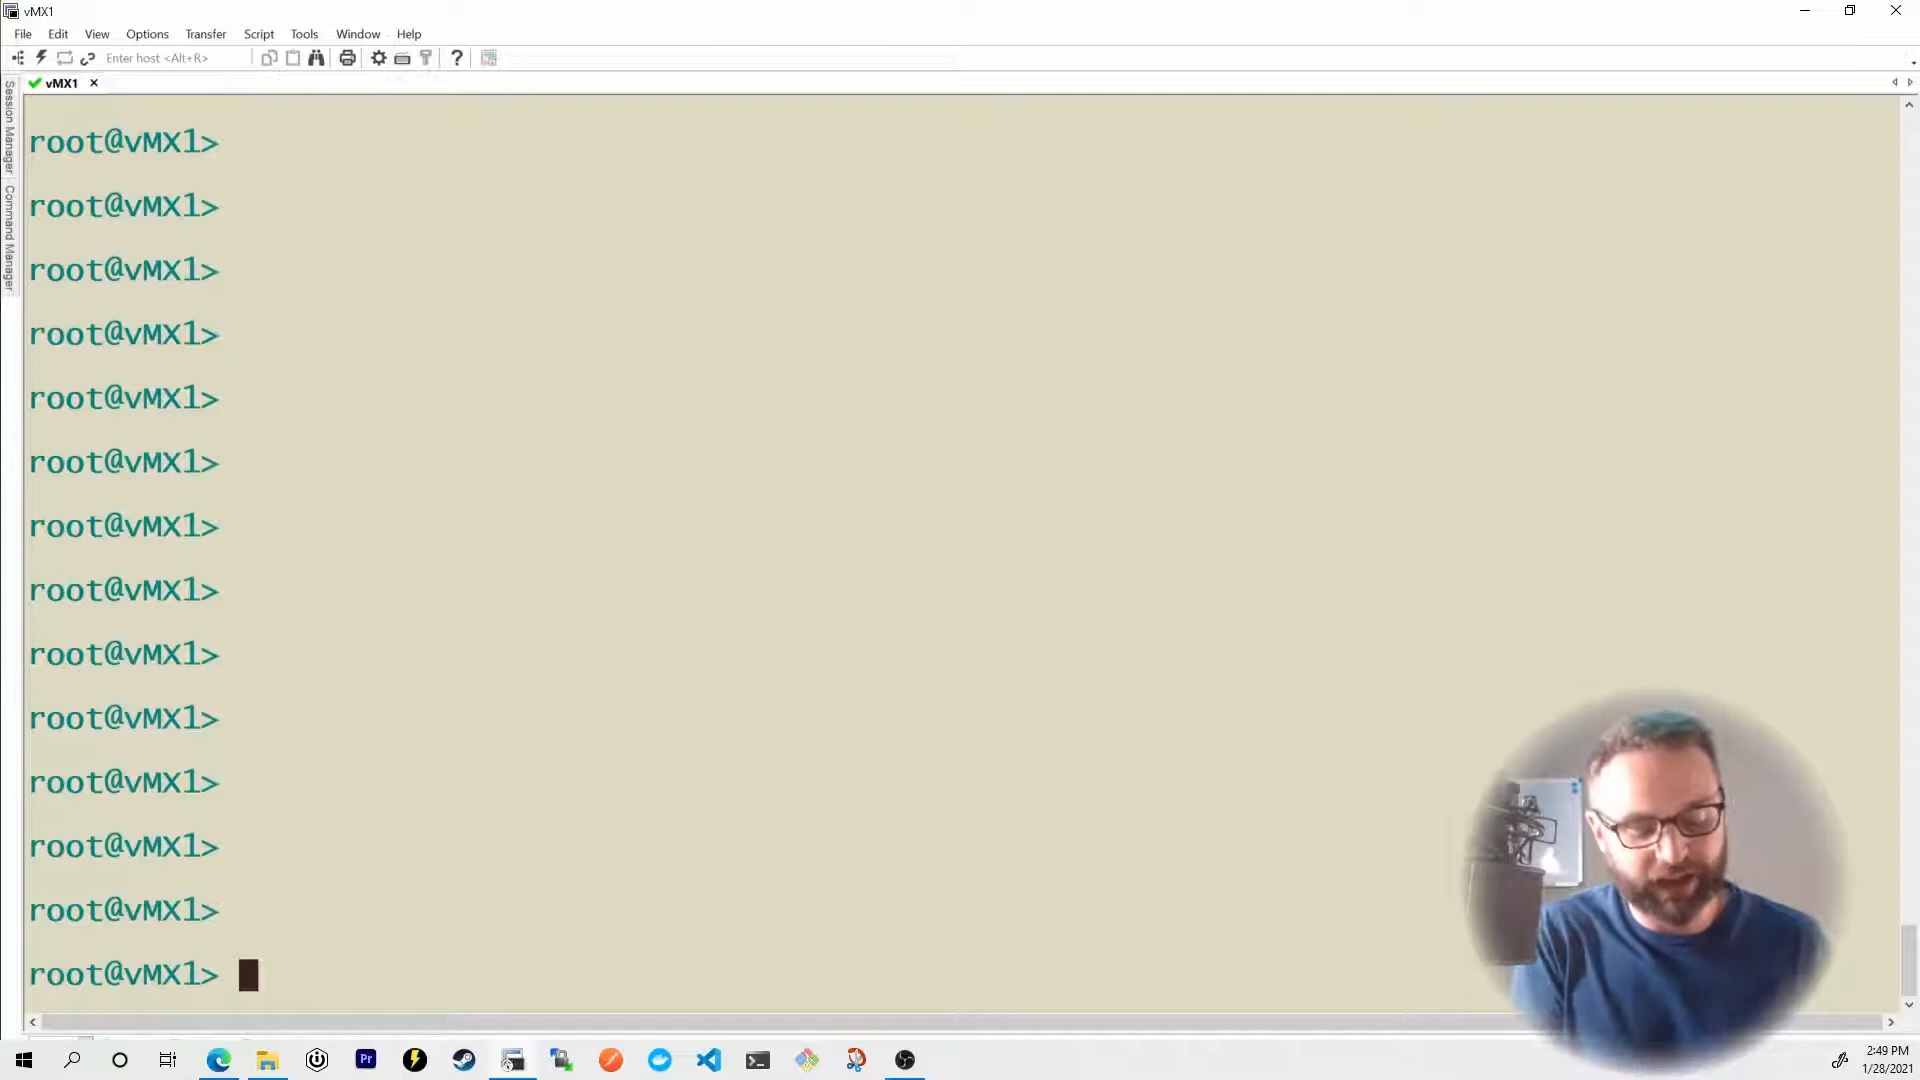 vMX1
File Edit View Options Transfer Script Tools Window Help
Enter host <Alt+R>
vMX1
Session Manager
Command Manager
root@vMX1>
root@vMX1>
root@vMX1>
root@vMX1>
root@vMX1>
root@vMX1>
root@vMX1>
root@vMX1>
root@vMX1>
root@vMX1>
root@vMX1>
root@vMX1>
root@vMX1>
root@vMX1>
Pr
2:49 PM
1/28/2021